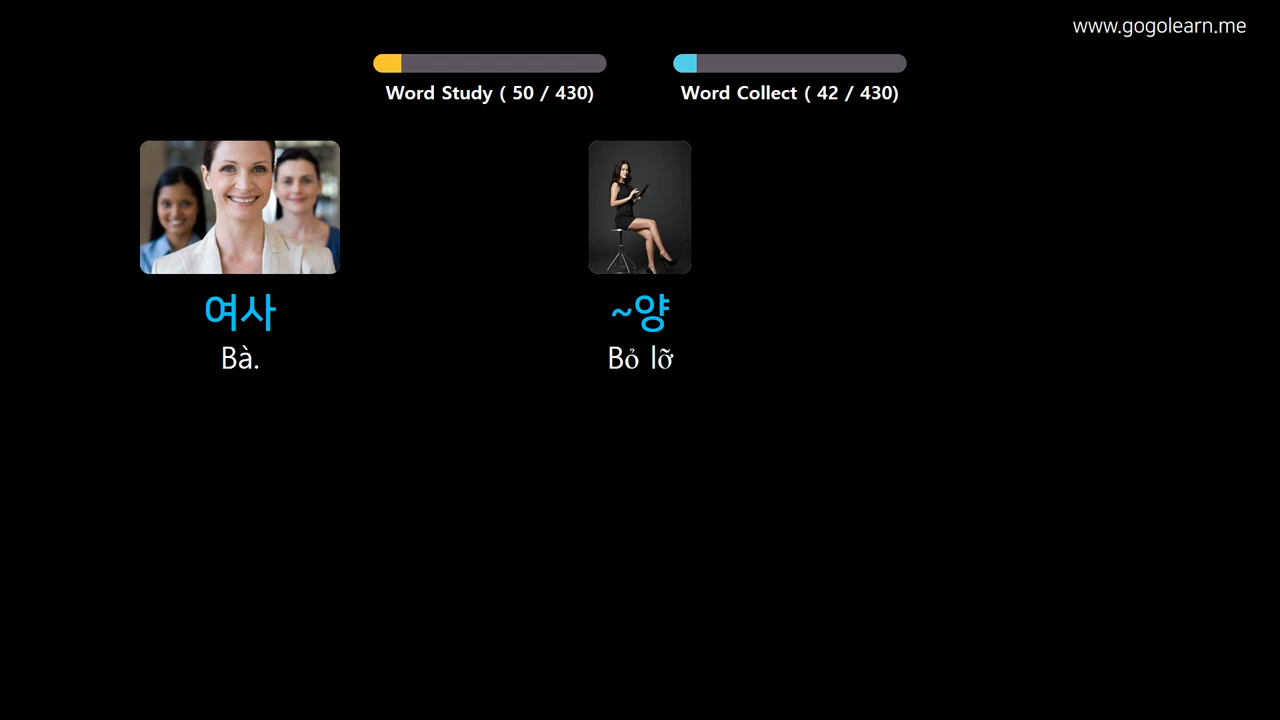 www.gogolearn.me
Word Study ( 50 / 430)
Word Collect ( 42 / 430)
여사
~양
Bà.
Bỏ lỡ